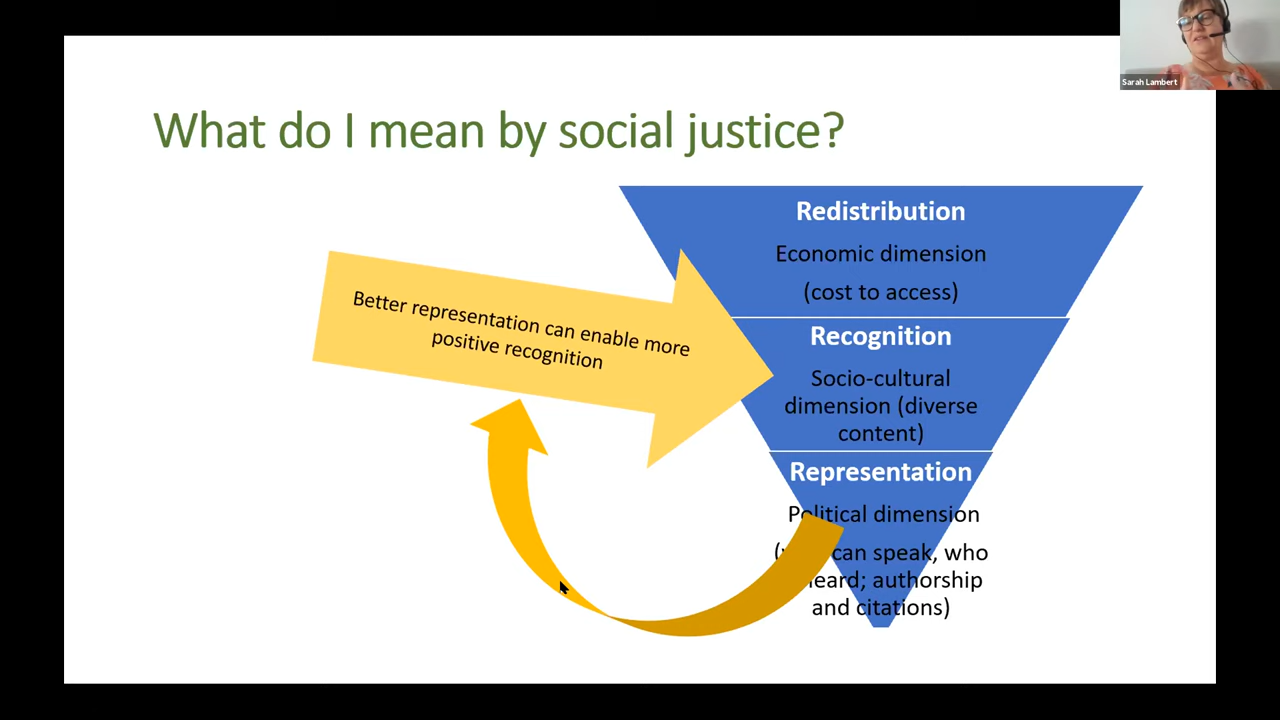 Sarah Lambert
What do I mean by social justice?
Redistribution
Economic dimension
(cost to access)
Better representation can enable more
positive recognition
Recognition
Socio-cultural
dimension (diverse
content)
Representation
Political dimension
can speak, who
heard; authorship
and citations)